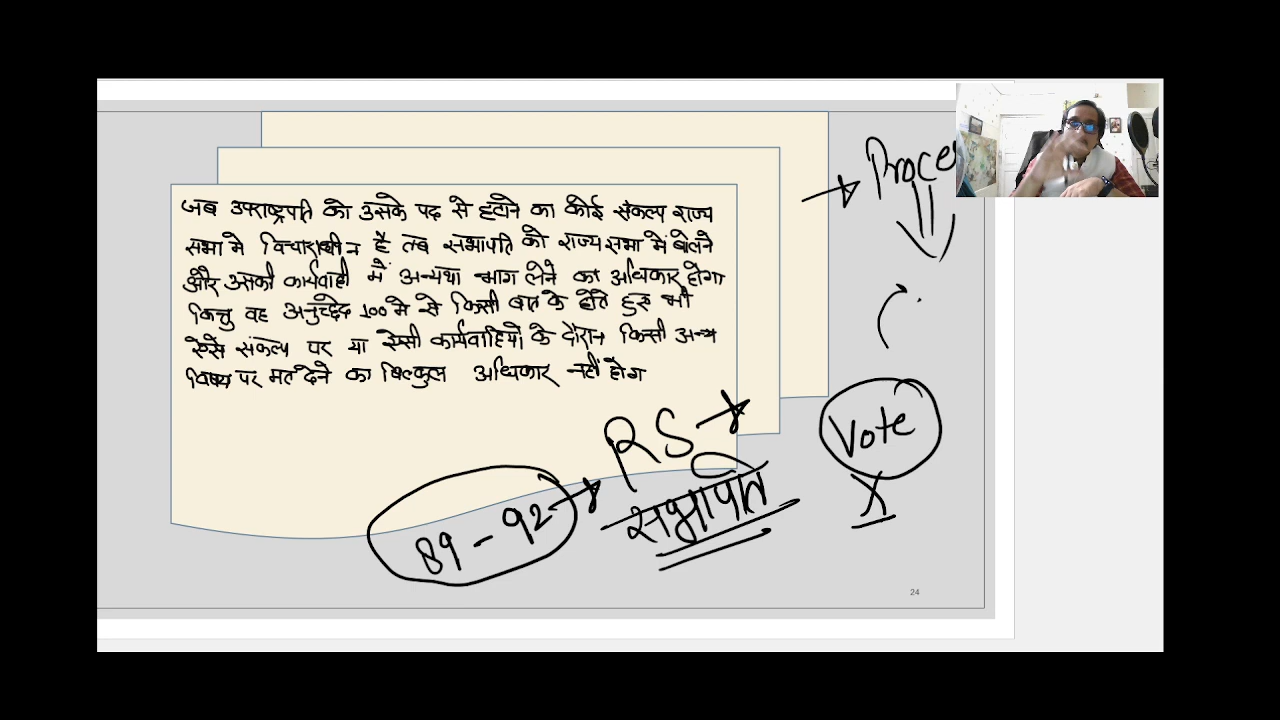 जब उपराष्ट्रपति को उसके पद से हटाने का कोई संकल्प राज्य
सभा मे विचाराधीन है तब सभापति को राज्य सभा में बोलने
और उसकी कार्यवाही में अन्यथा भाग लेने का अधिकार होगा
किन्तु वह अनुच्छेद 100 मे से किसी बात के होते हुए भी
ऐसे संकल्प पर या ऐसी कार्यवाहियों के दौरान किसी अन्य
विषय पर मत देने का बिल्कुल अधिकार नहीं होग
Proce
Vote
X
RS
सभापति
89 - 92
24